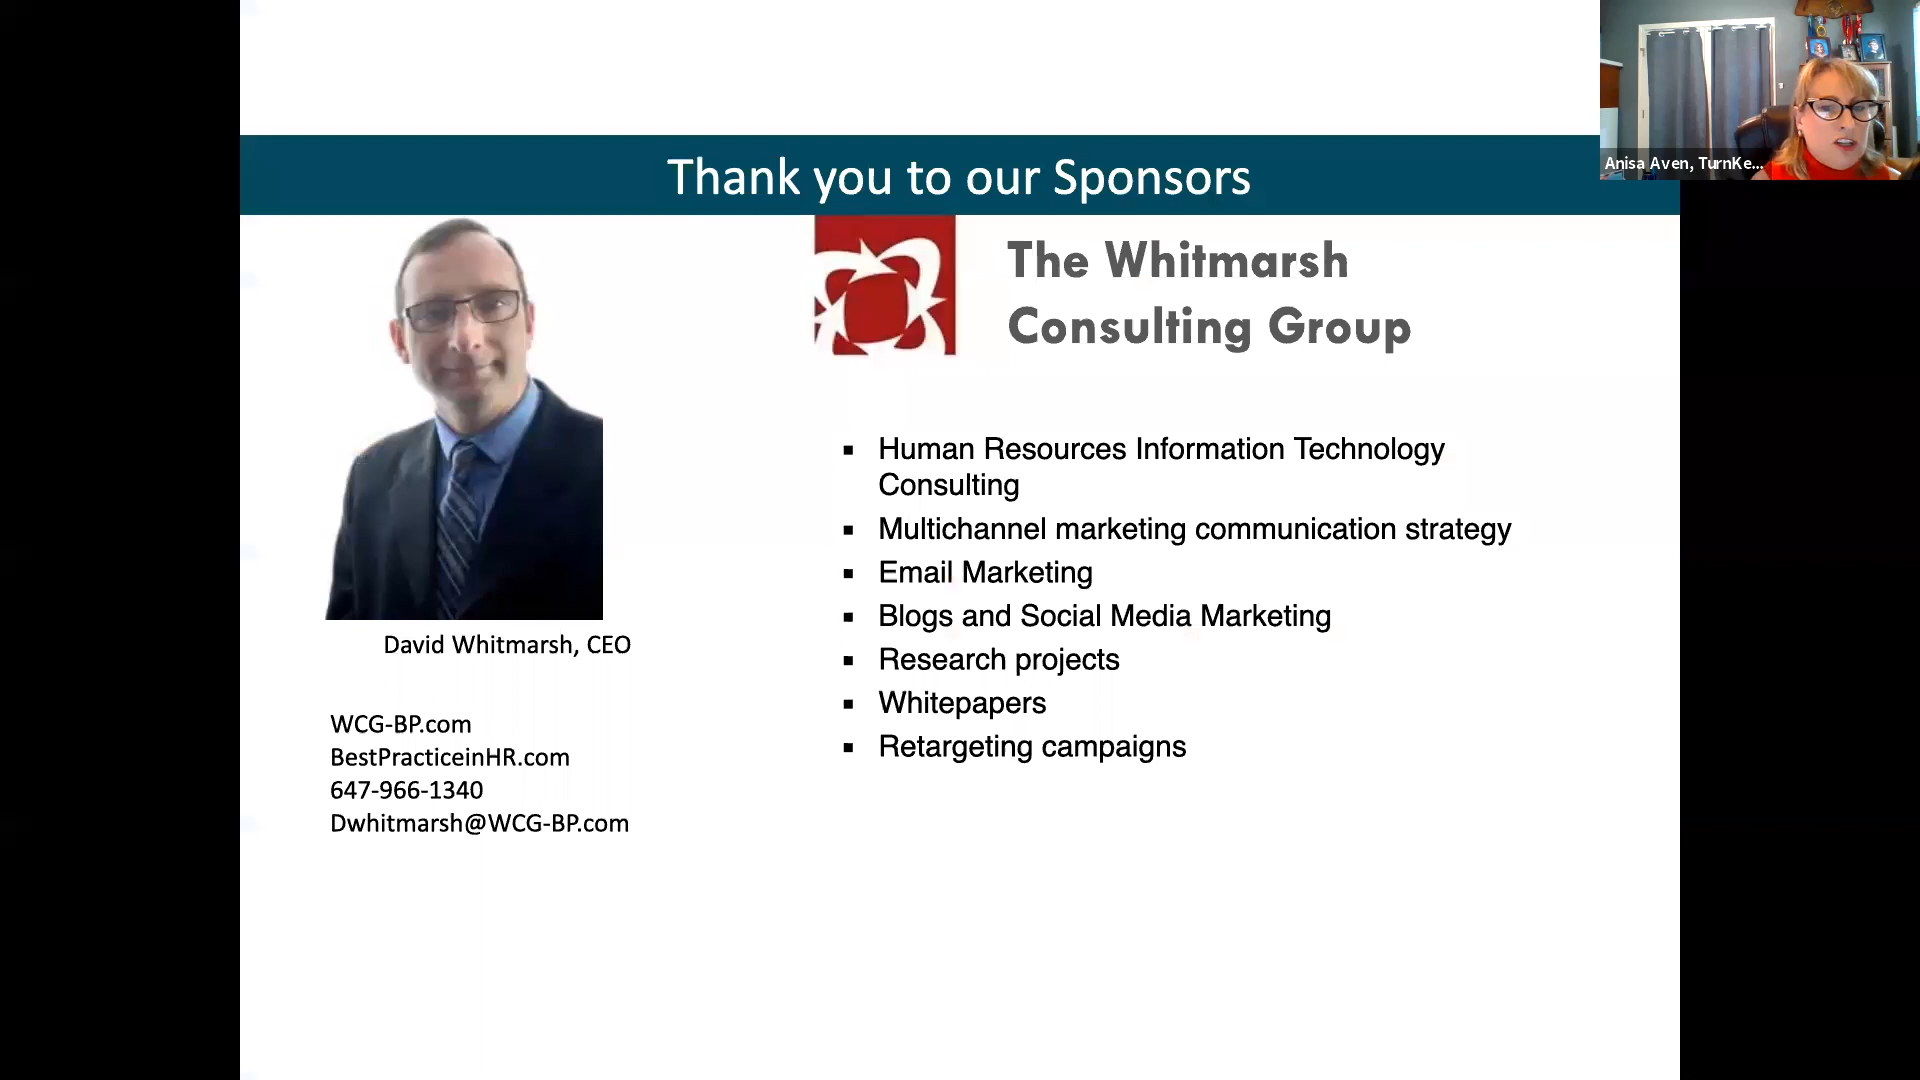 Thank you to our Sponsors
Anisa Aven, TurnKe...
The Whitmarsh
Consulting Group
Human Resources Information Technology
Consulting
Multichannel marketing communication strategy
Email Marketing
Blogs and Social Media Marketing
Research projects
Whitepapers
Retargeting campaigns
David Whitmarsh, CEO
WCG-BP.com
BestPracticeinHR.com
647-966-1340
Dwhitmarsh@WCG-BP.com